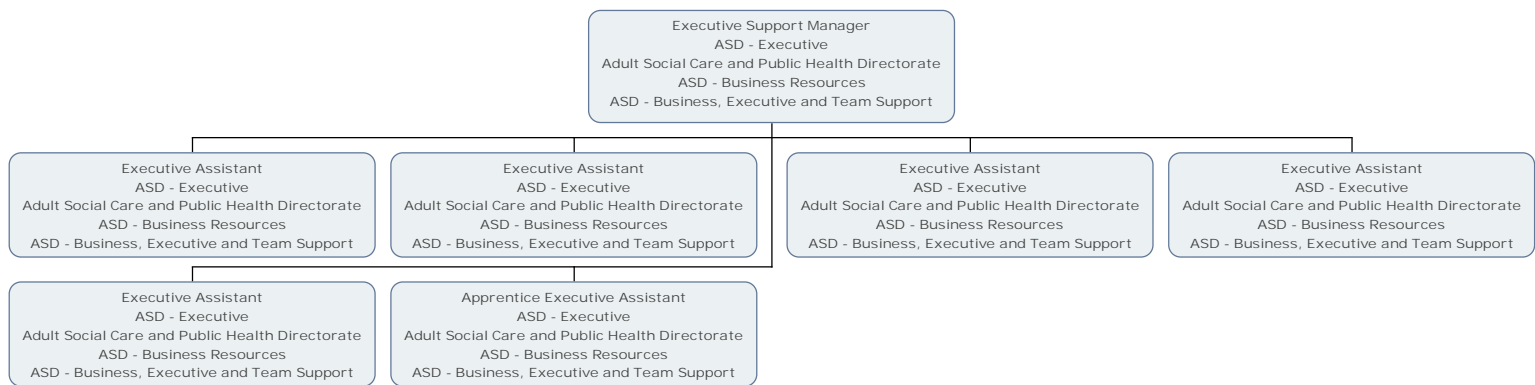 Executive Support Manager
ASD - Executive
Adult Social Care and Public Health Directorate
ASD - Business Resources
ASD - Business, Executive and Team Support
Executive Assistant
ASD - Executive
Adult Social Care and Public Health Directorate
ASD - Business Resources
ASD - Business, Executive and Team Support
Executive Assistant
ASD - Executive
Adult Social Care and Public Health Directorate
ASD - Business Resources
ASD - Business, Executive and Team Support
Executive Assistant
ASD - Executive
Adult Social Care and Public Health Directorate
ASD - Business Resources
ASD - Business, Executive and Team Support
Executive Assistant
ASD - Executive
Adult Social Care and Public Health Directorate
ASD - Business Resources
ASD - Business, Executive and Team Support
Executive Assistant
ASD - Executive
Adult Social Care and Public Health Directorate
ASD - Business Resources
ASD - Business, Executive and Team Support
Apprentice Executive Assistant
ASD - Executive
Adult Social Care and Public Health Directorate
ASD - Business Resources
ASD - Business, Executive and Team Support